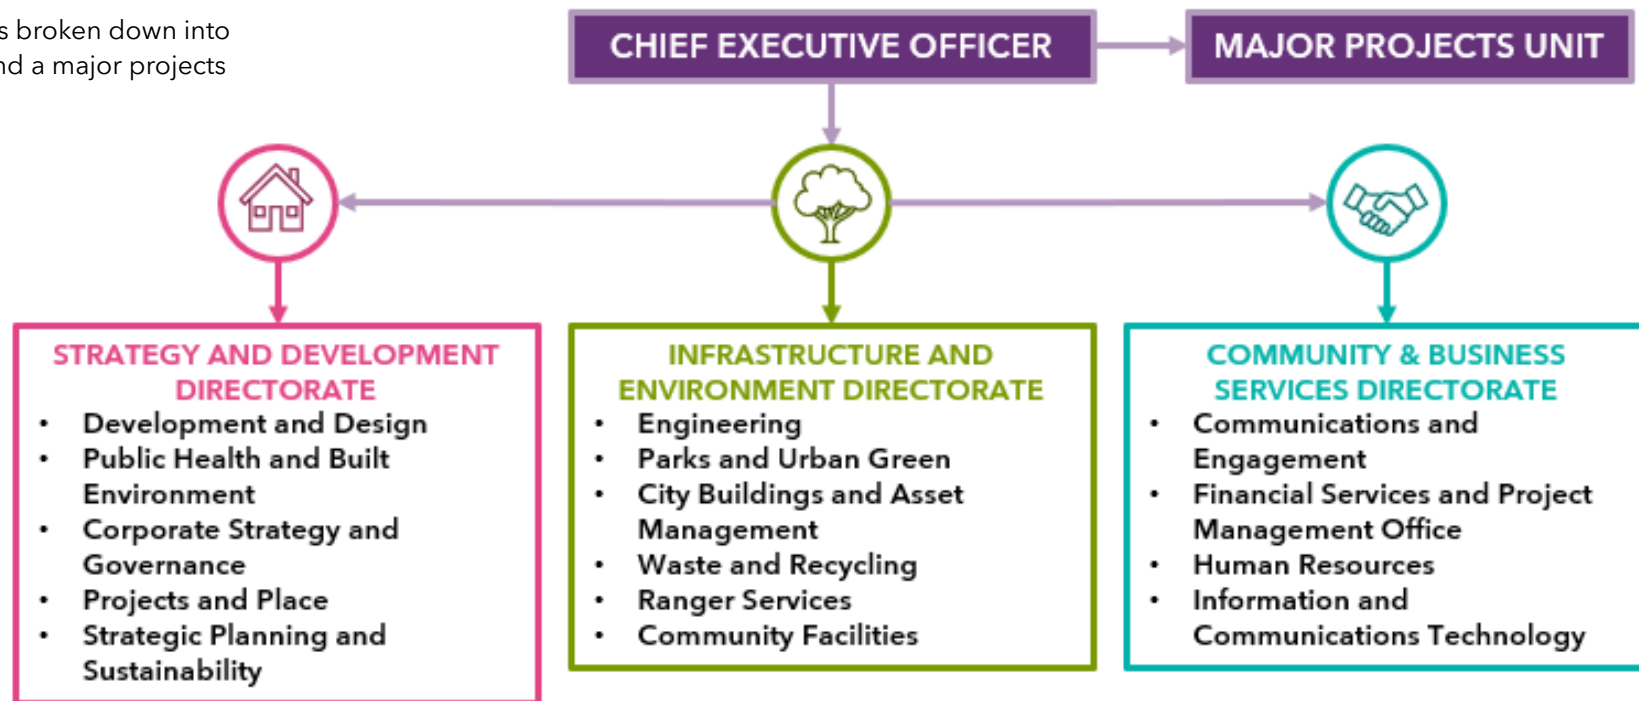 s broken down into
nd a major projects
CHIEF EXECUTIVE OFFICER
MAJOR PROJECTS UNIT
STRATEGY AND DEVELOPMENT
DIRECTORATE
• Development and Design
• Public Health and Built
Environment
• Corporate Strategy and
Governance
• Projects and Place
• Strategic Planning and
Sustainability
INFRASTRUCTURE AND
ENVIRONMENT DIRECTORATE
• Engineering
• Parks and Urban Green
• City Buildings and Asset
Management
• Waste and Recycling
• Ranger Services
• Community Facilities
COMMUNITY & BUSINESS
SERVICES DIRECTORATE
• Communications and
Engagement
• Financial Services and Project
Management Office
• Human Resources
• Information and
Communications Technology